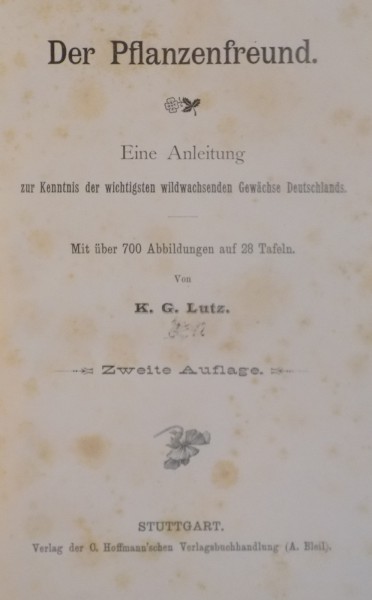 Der Pflanzenfreund.
Eine Anleitung
zur Kenntnis der wichtigsten wildwachsenden Gewächse Deutschlands.
Mit über 700 Abbildungen auf 28 Tafeln.
Von
K. G. Lutz.
Zweite Auflage.
STUTTGART.
Verlag der C. Hoffmann'schen Verlagsbuchhandlung (A. Bleil).